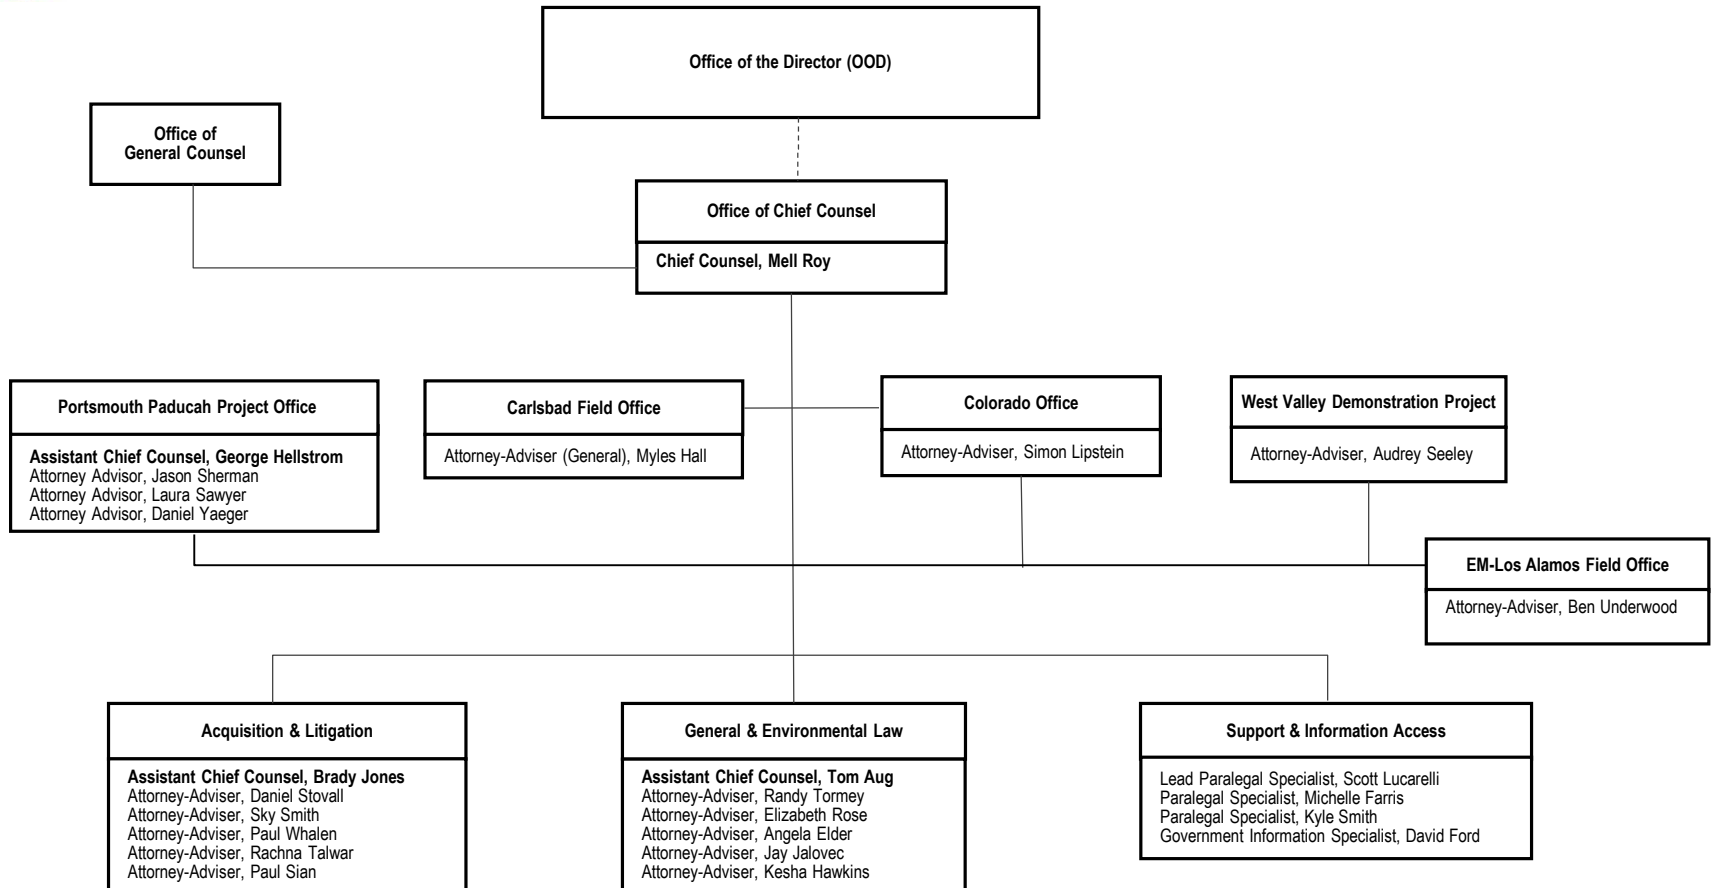 Office of the Director (OOD)
Office of
General Counsel
Office of Chief Counsel
Chief Counsel, Mell Roy
Portsmouth Paducah Project Office
Assistant Chief Counsel, George Hellstrom
Attorney Advisor, Jason Sherman
Attorney Advisor, Laura Sawyer
Attorney Advisor, Daniel Yaeger
Carlsbad Field Office
Attorney-Adviser (General), Myles Hall
Colorado Office
Attorney-Adviser, Simon Lipstein
West Valley Demonstration Project
Attorney-Adviser, Audrey Seeley
EM-Los Alamos Field Office
Attorney-Adviser, Ben Underwood
Acquisition & Litigation
Assistant Chief Counsel, Brady Jones
Attorney-Adviser, Daniel Stovall
Attorney-Adviser, Sky Smith
Attorney-Adviser, Paul Whalen
Attorney-Adviser, Rachna Talwar
Attorney-Adviser, Paul Sian
General & Environmental Law
Assistant Chief Counsel, Tom Aug
Attorney-Adviser, Randy Tormey
Attorney-Adviser, Elizabeth Rose
Attorney-Adviser, Angela Elder
Attorney-Adviser, Jay Jalovec
Attorney-Adviser, Kesha Hawkins
Support & Information Access
Lead Paralegal Specialist, Scott Lucarelli
Paralegal Specialist, Michelle Farris
Paralegal Specialist, Kyle Smith
Government Information Specialist, David Ford